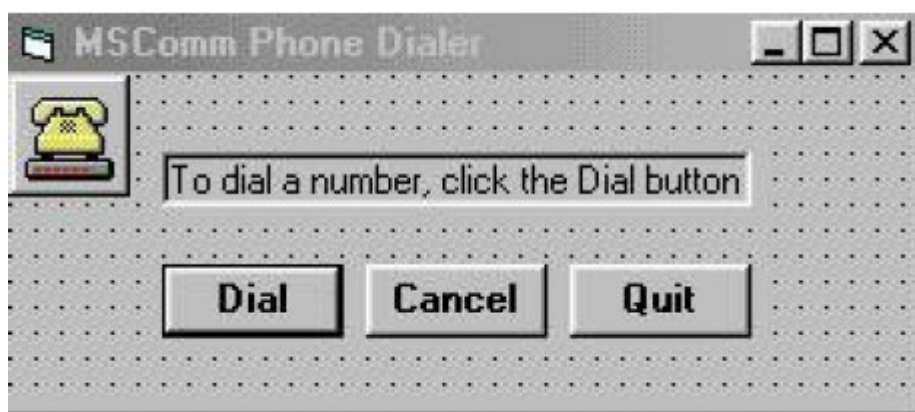 MSComm Phone Dialer
To dial a number, click the Dial button
Dial Cancel Quit